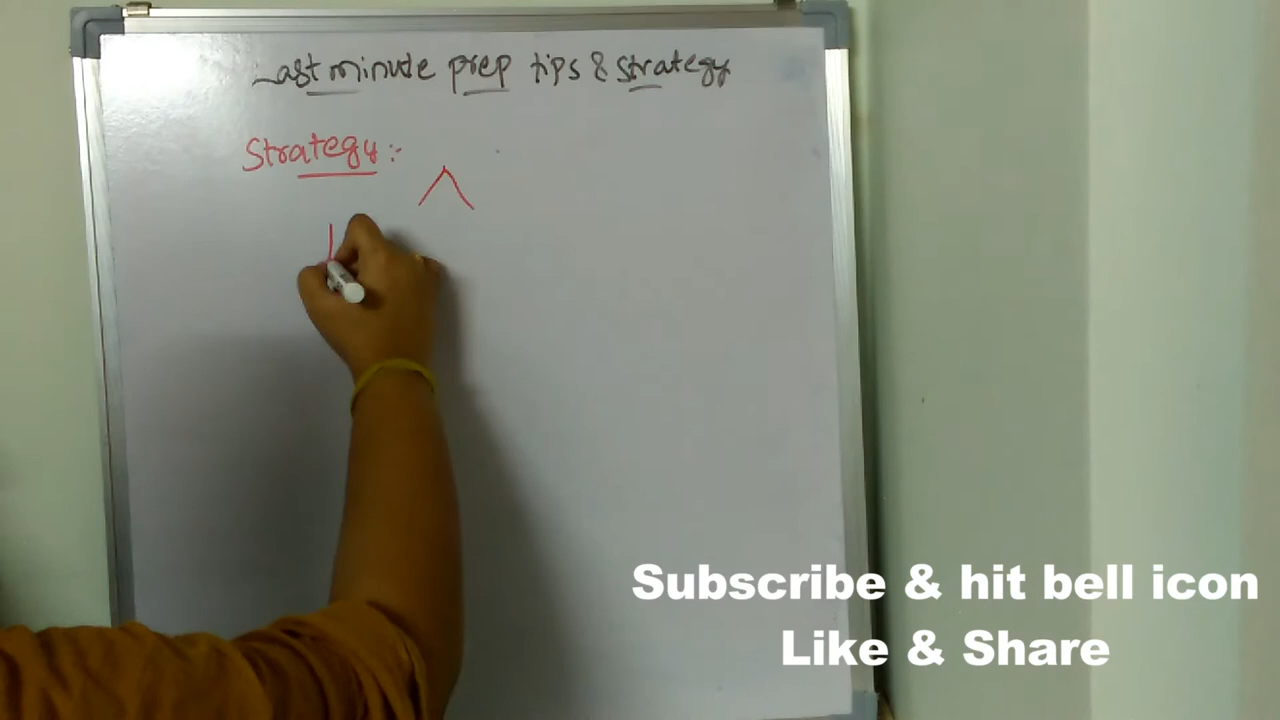 Last minute prep tips & strategy
Strategy :-
Subscribe & hit bell icon
Like & Share